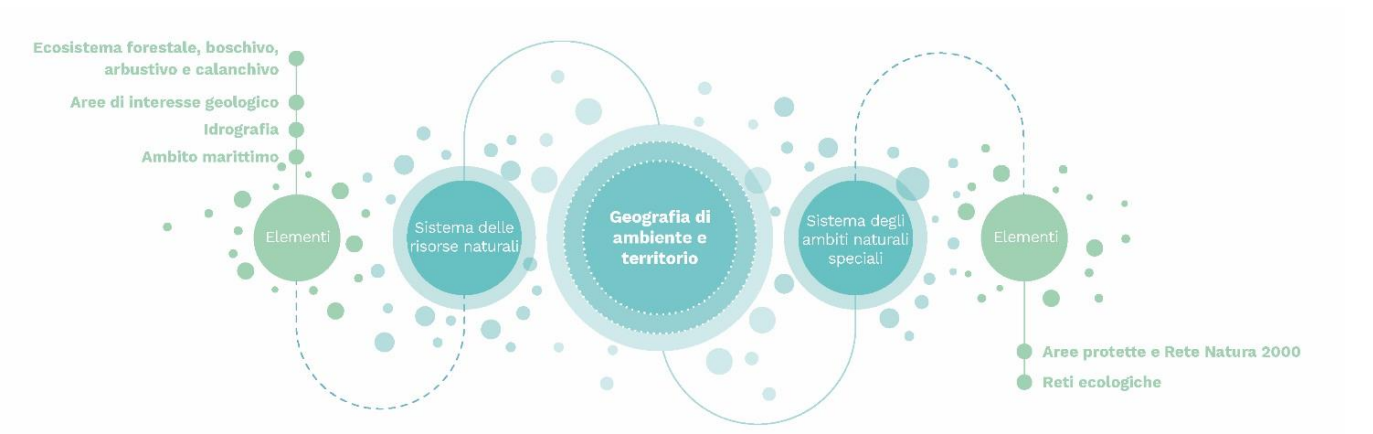 Ecosistema forestale, boschivo,
arbustivo e calanchivo
Aree di interesse geologico
Idrografia
Ambito marittimo
Elementi
Sistema delle
risorse naturali
Geografia di
ambiente e
territorio
Sistema degli
ambiti naturali
speciali
Elementi
Aree protette e Rete Natura 2000
Reti ecologiche